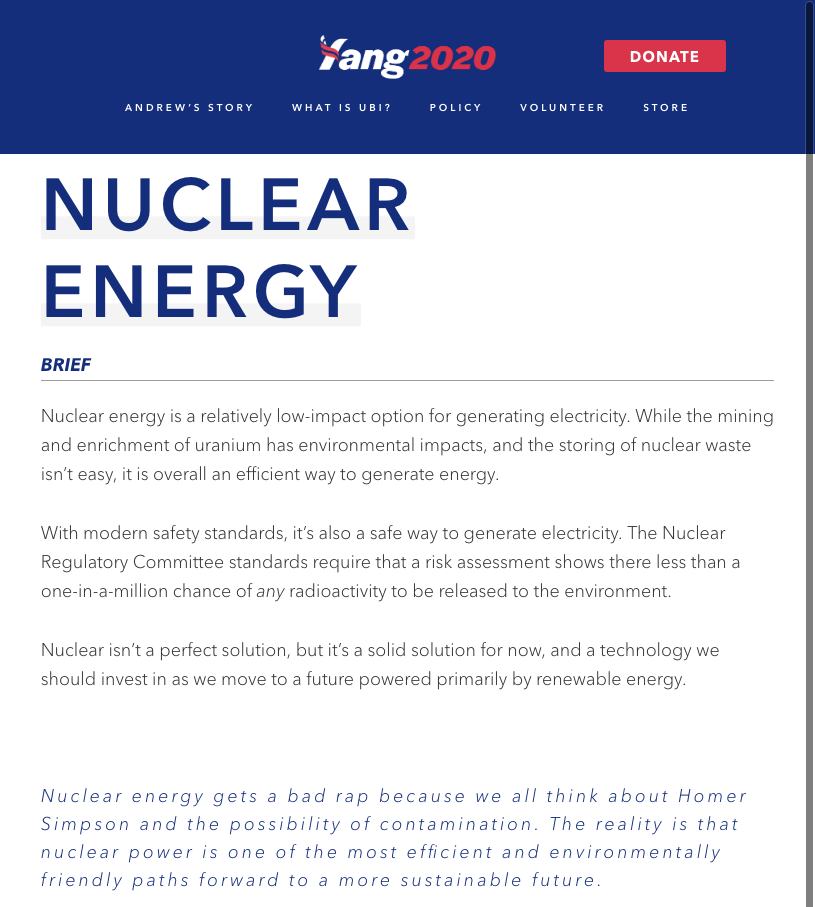 Yang2020
DONATE
ANDREW'S STORY WHAT IS UBI? POLICY VOLUNTEER STORE
NUCLEAR
ENERGY
BRIEF
Nuclear energy is a relatively low-impact option for generating electricity. While the mining
and enrichment of uranium has environmental impacts, and the storing of nuclear waste
isn't easy, it is overall an efficient way to generate energy.
With modern safety standards, it's also a safe way to generate electricity. The Nuclear
Regulatory Committee standards require that a risk assessment shows there less than a
one-in-a-million chance of any radioactivity to be released to the environment.
Nuclear isn't a perfect solution, but it's a solid solution for now, and a technology we
should invest in as we move to a future powered primarily by renewable energy.
Nuclear energy gets a bad rap because we all think about Homer
Simpson and the possibility of contamination. The reality is that
nuclear power is one of the most efficient and environmentally
friendly paths forward to a more sustainable future.